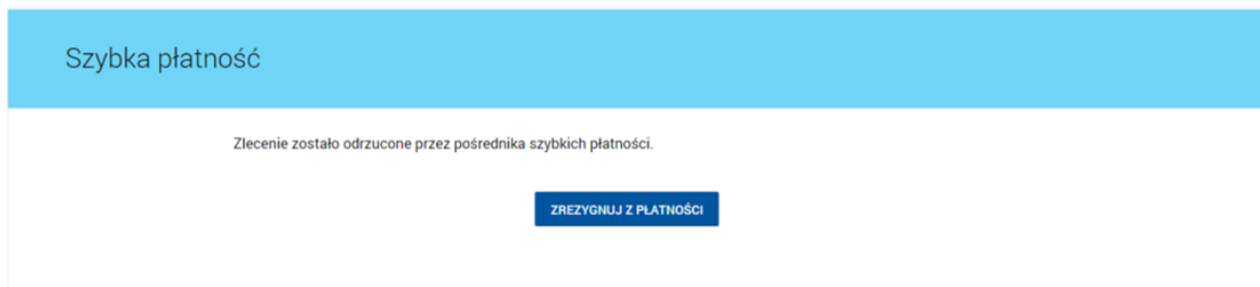 Szybka płatność
Zlecenie zostało odrzucone przez pośrednika szybkich płatności.
ZREZYGNUJ Z PŁATNOŚCI